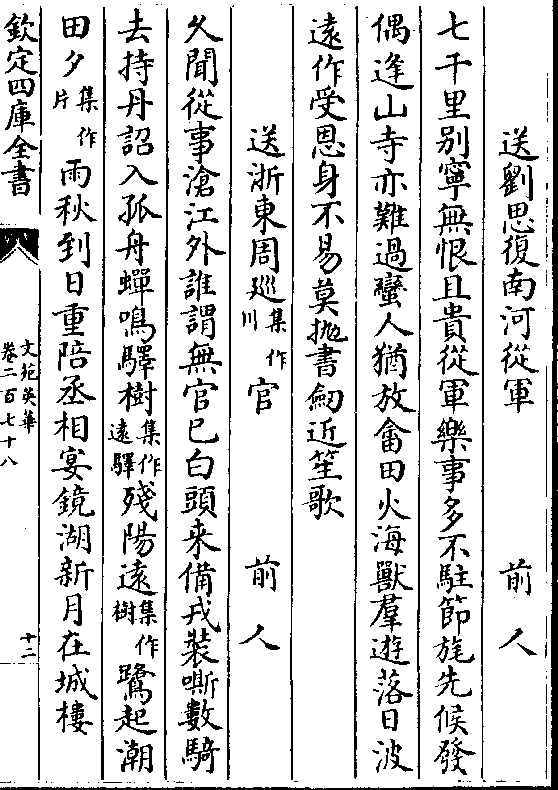 送劉思復南河從軍　前人
七千里別寧無恨且貴從軍樂事多不駐節旄先候發
偶逢山寺亦難過蠻人猶放畬田火海獸羣遊落日波
遠作受恩身不易莫抛書劒近笙歌
送浙東周巡集作川官　前人
久聞從事滄江外誰謂無官已白頭来備戎裝嘶數騎
去持丹詔入孤舟蟬鳴驛樹集作遠驛殘陽遠集作樹鷺起潮
田夕集作片雨秋到日重陪丞相宴鏡湖新月在城樓
欽定四庫全書
文苑英華
卷二百七十八
十二